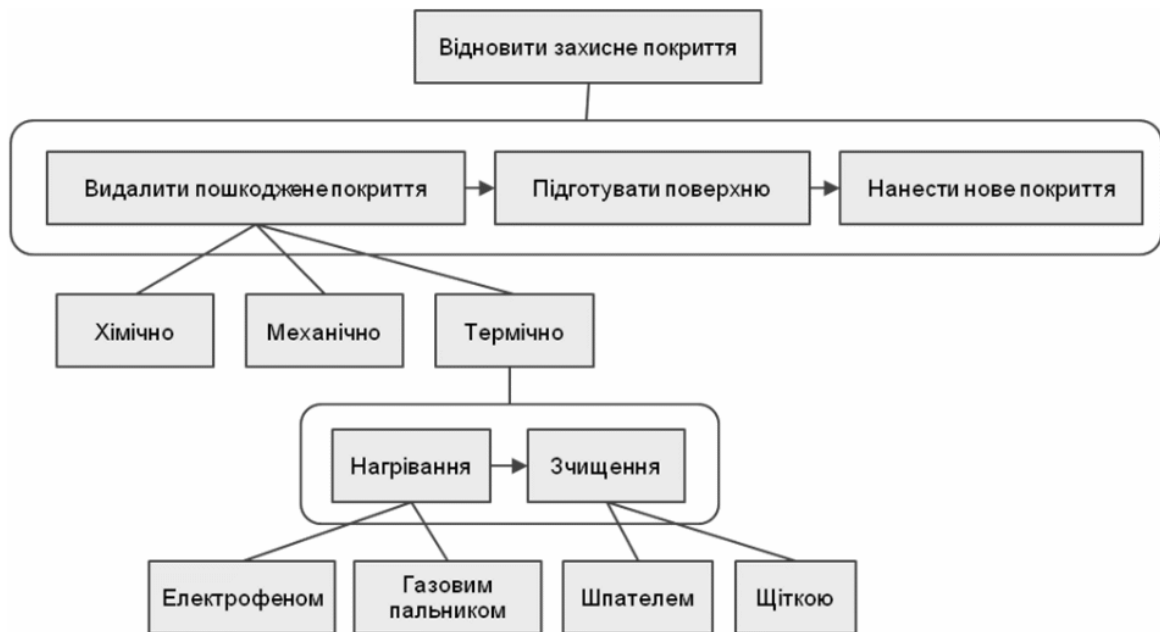 Відновити захисне покриття
Видалити пошкоджене покриття
Підготувати поверхню
Нанести нове покриття
Хімічно
Механічно
Термічно
Нагрівання
Зчищення
Електрофеном
Газовим
пальником
Шпателем
Щіткою